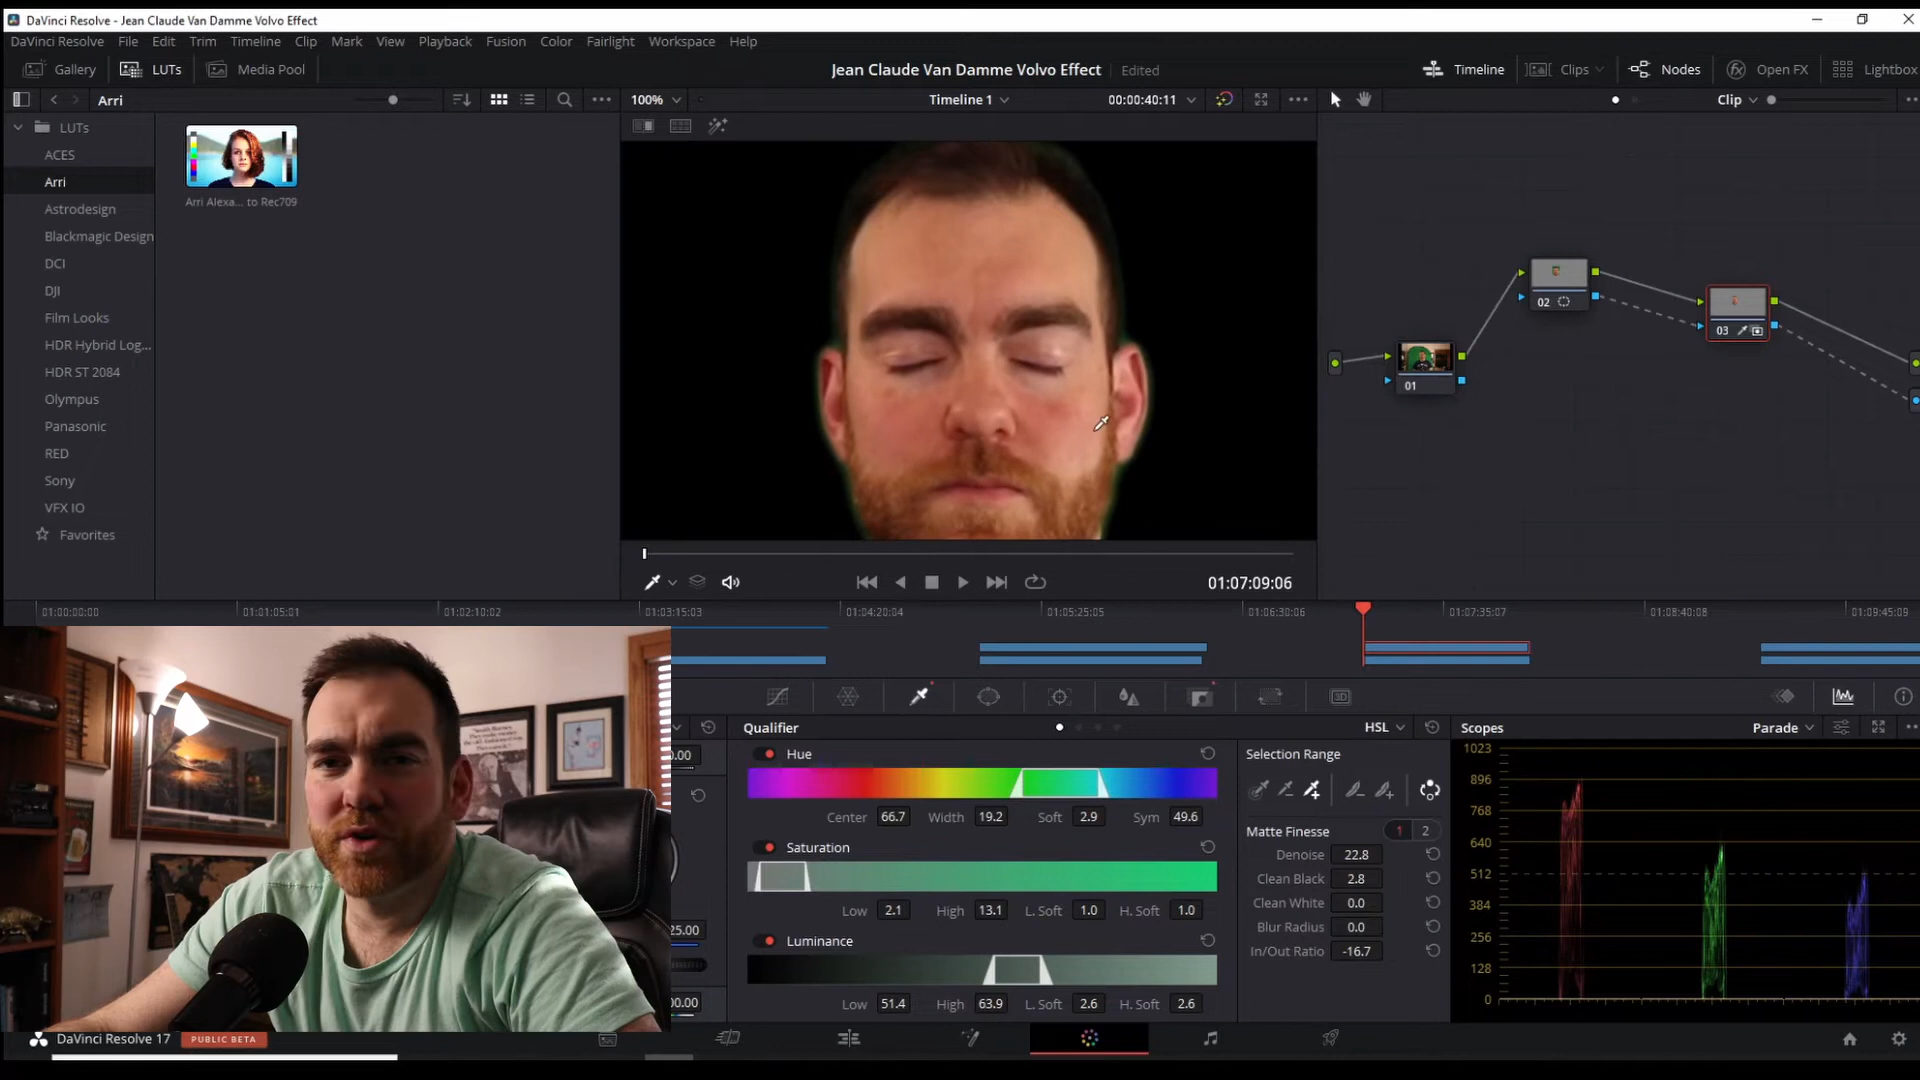 DaVinci Resolve - Jean Claude Van Damme Volvo Effect
DaVinci Resolve File Edit Trim Timeline Clip Mark View Playback Fusion Color Fairlight Workspace Help
Gallery LUTs Media Pool Jean Claude Van Damme Volvo Effect Edited Timeline Clips Nodes Open FX Lightbox
Arri 100% Timeline 1 00:00:40:11 Clip
LUTs
ACES
Arri
Astrodesign
Blackmagic Design
DCI
DJI
Film Looks
HDR Hybrid Log...
HDR ST 2084
Olympus
Panasonic
RED
Sony
VFX IO
Favorites
Arri Alexa... to Rec709
02
03
01
01:07:09:06
01:00:00:00 01:01:05:01 01:02:10:02 01:03:15:03 01:04:20:04 01:05:25:05 01:06:30:06 01:07:35:07 01:08:40:08 01:09:45:09
3D
Qualifier HSL
0.00
25.00
00.00
Hue
Center 66.7 Width 19.2 Soft 2.9 Sym 49.6
Saturation
Low 2.1 High 13.1 L. Soft 1.0 H. Soft 1.0
Luminance
Low 51.4 High 63.9 L. Soft 2.6 H. Soft 2.6
Selection Range
Matte Finesse 1 2
Denoise 22.8
Clean Black 2.8
Clean White 0.0
Blur Radius 0.0
In/Out Ratio -16.7
Scopes Parade
1023
896
768
640
512
384
256
128
0
DaVinci Resolve 17 PUBLIC BETA